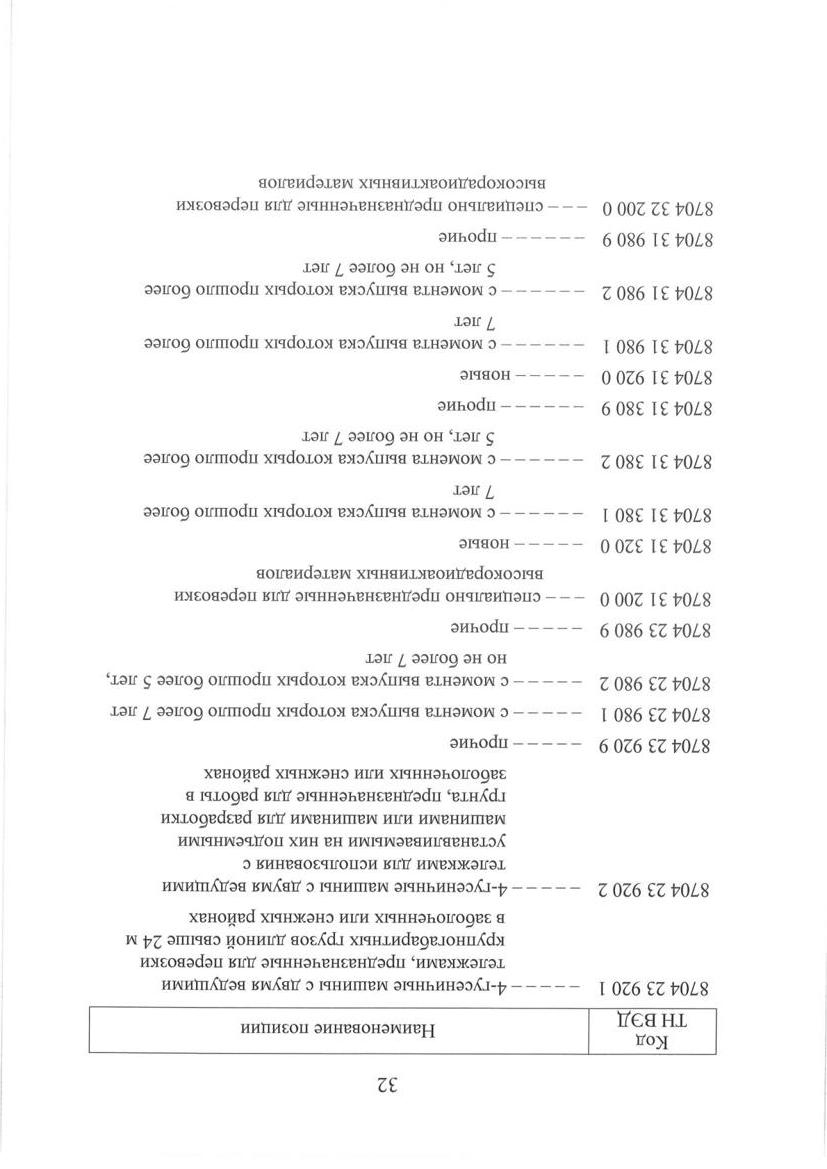 32
Код
ТН ВЭД
Наименование позиции
8704 23 920 1 – – – – – 4-гусеничные машины с двумя ведущими
тележками, предназначенные для перевозки
крупногабаритных грузов длиной свыше 24 м
в заболоченных или снежных районах
8704 23 920 2 – – – – – 4-гусеничные машины с двумя ведущими
тележками для использования с
устанавливаемыми на них подъемными
машинами или машинами для разработки
грунта, предназначенные для работы в
заболоченных или снежных районах
8704 23 920 9 – – – – – прочие
8704 23 980 1 – – – – – с момента выпуска которых прошло более 7 лет
8704 23 980 2 – – – – – с момента выпуска которых прошло более 5 лет,
но не более 7 лет
8704 23 980 9 – – – – – прочие
8704 31 200 0 – – – специально предназначенные для перевозки
высокорадиоактивных материалов
8704 31 320 0 – – – – – новые
8704 31 380 1 – – – – – – с момента выпуска которых прошло более
7 лет
8704 31 380 2 – – – – – – с момента выпуска которых прошло более
5 лет, но не более 7 лет
8704 31 380 9 – – – – – – прочие
8704 31 920 0 – – – – – новые
8704 31 980 1 – – – – – – с момента выпуска которых прошло более
7 лет
8704 31 980 2 – – – – – – с момента выпуска которых прошло более
5 лет, но не более 7 лет
8704 31 980 9 – – – – – – прочие
8704 32 200 0 – – – специально предназначенные для перевозки
высокорадиоактивных материалов